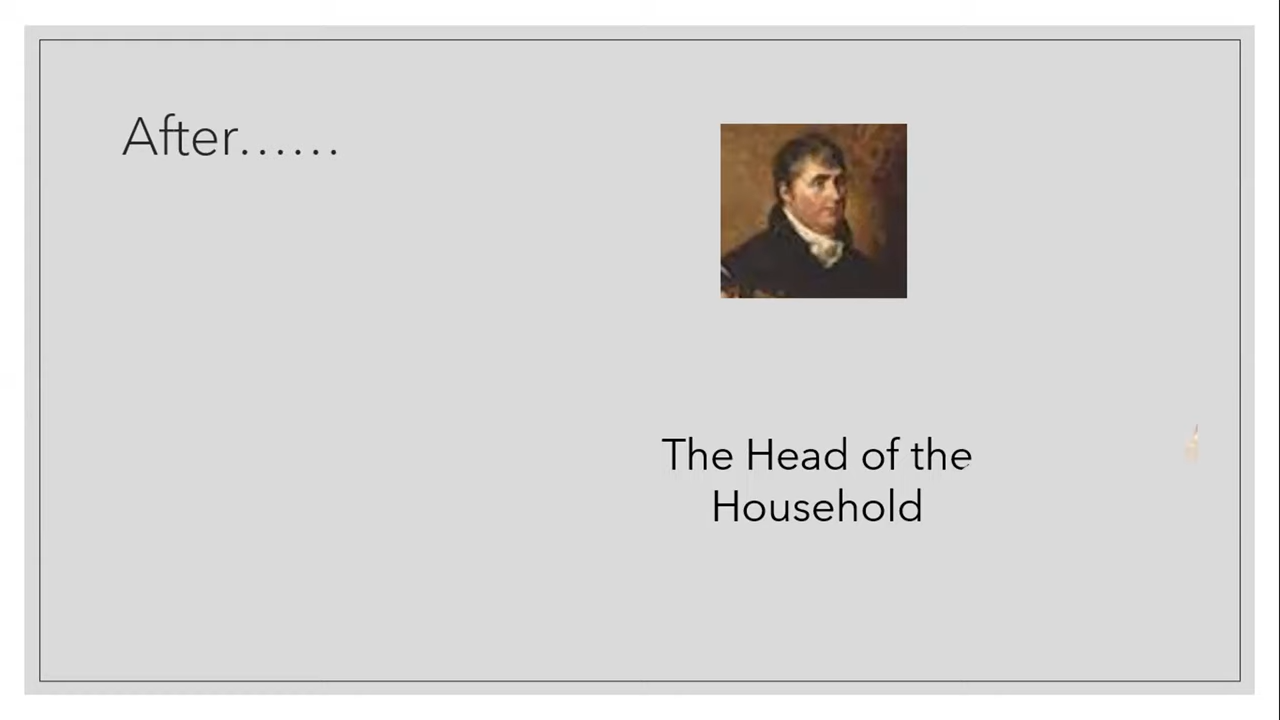 After......
The Head of the
Household